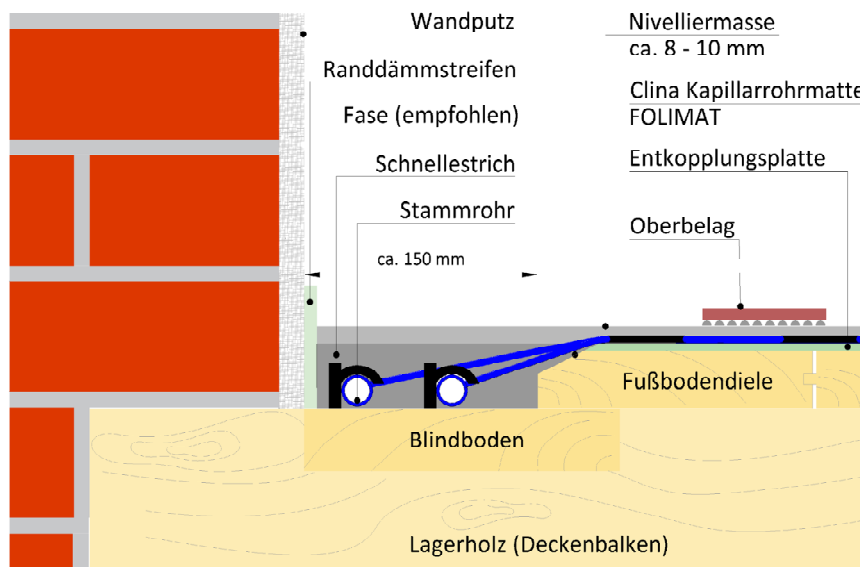 Wandputz
Randdämmstreifen
Fase (empfohlen)
Schnellestrich
Stammrohr
ca. 150 mm
Nivelliermasse
ca. 8 - 10 mm
Clina Kapillarrohrmatte
FOLIMAT
Entkopplungsplatte
Oberbelag
Fußbodendiele
Blindboden
Lagerholz (Deckenbalken)